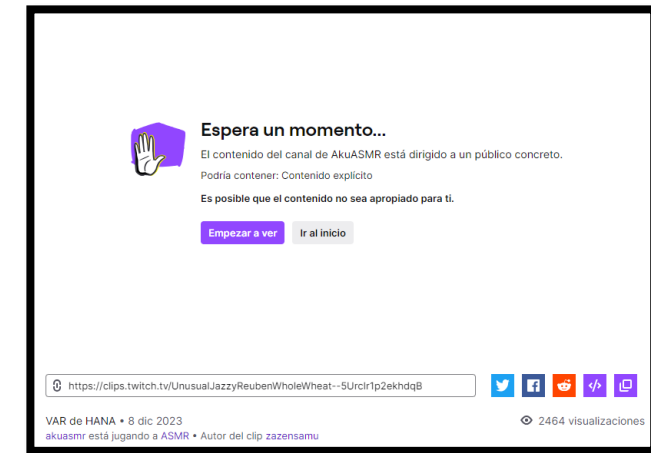 Espera un momento...
El contenido del canal de AkuASMR está dirigido a un público concreto.
Podría contener: Contenido explícito
Es posible que el contenido no sea apropiado para ti.
Empezar a ver Ir al inicio
https://clips.twitch.tv/UnusualJazzyReubenWholeWheat--5Urclr1p2ekhdqB
VAR de HANA • 8 dic 2023 2464 visualizaciones
akuasmr está jugando a ASMR • Autor del clip zazensamu